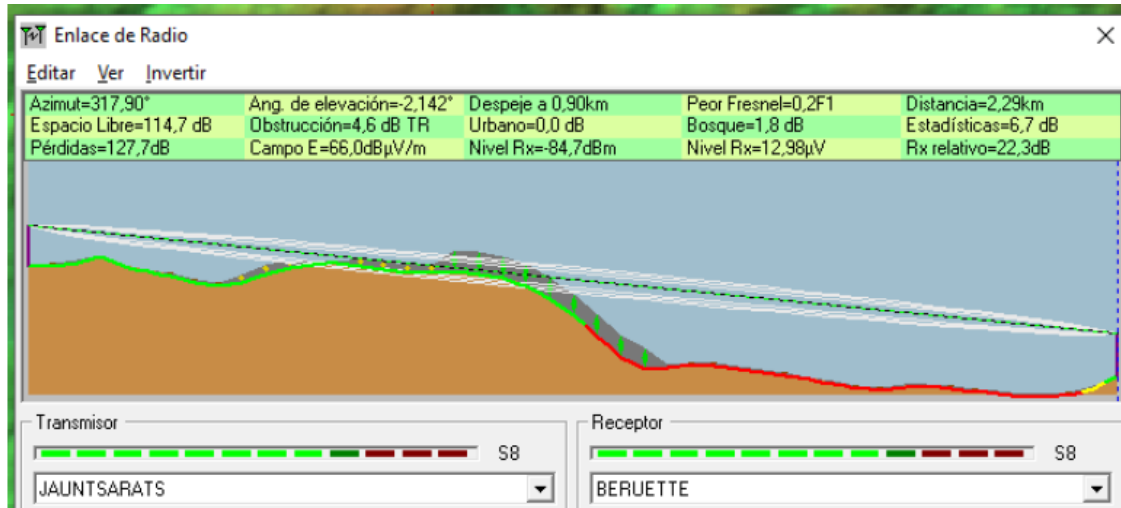 Enlace de Radio
Editar Ver Invertir
Azimut=317,90° Ang. de elevación=-2,142° Despeje a 0,90km Peor Fresnel=0,2F1 Distancia=2,29km
Espacio Libre=114,7 dB Obstrucción=4,6 dB TR Urbano=0,0 dB Bosque=1,8 dB Estadísticas=6,7 dB
Pérdidas=127,7dB Campo E=66,0dBµV/m Nivel Rx=-84,7dBm Nivel Rx=12,98µV Rx relativo=22,3dB
Transmisor Receptor
S8 S8
JAUNTSARATS BERUETTE